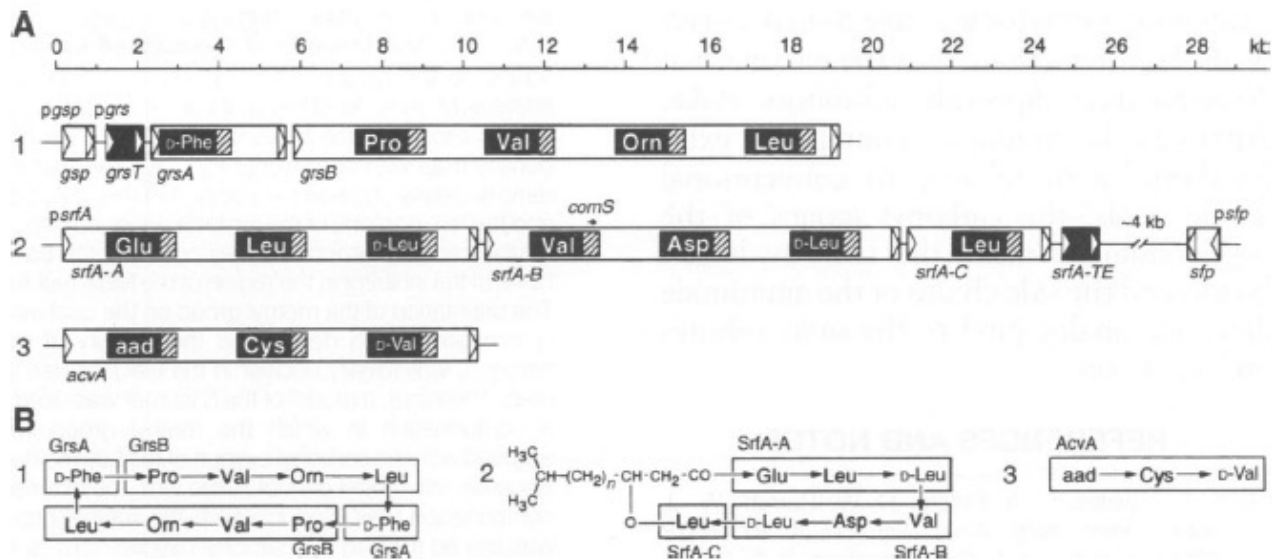 A
0 2 4 6 8 10 12 14 16 18 20 22 24 26 28 kb
pgsp pgrs
1 D-Phe Pro Val Orn Leu
gsp grsT grsA grsB
psrfA comS ~4 kb psfp
2 Glu Leu D-Leu Val Asp D-Leu Leu
srfA-A srfA-B srfA-C srfA-TE sfp
3 aad Cys D-Val
acvA
B
GrsA GrsB
1 D-Phe Pro Val Orn Leu
Leu Orn Val Pro D-Phe
GrsB GrsA
SrfA-A
2 H3C H3C CH-(CH2)n-CH-CH2-CO Glu Leu D-Leu
O Leu D-Leu Asp Val
SrfA-C SrfA-B
AcvA
3 aad Cys D-Val